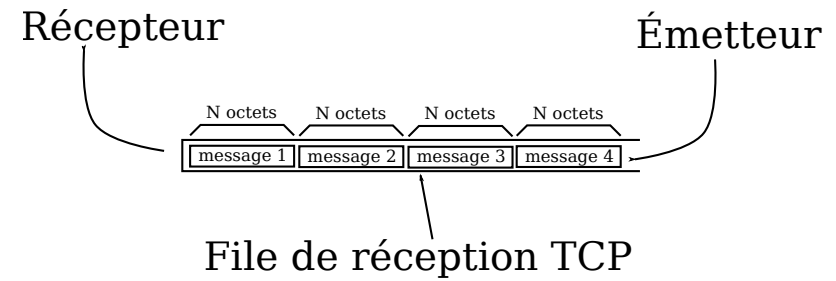 Récepteur
Émetteur
N octets N octets N octets N octets
message 1 message 2 message 3 message 4
File de réception TCP